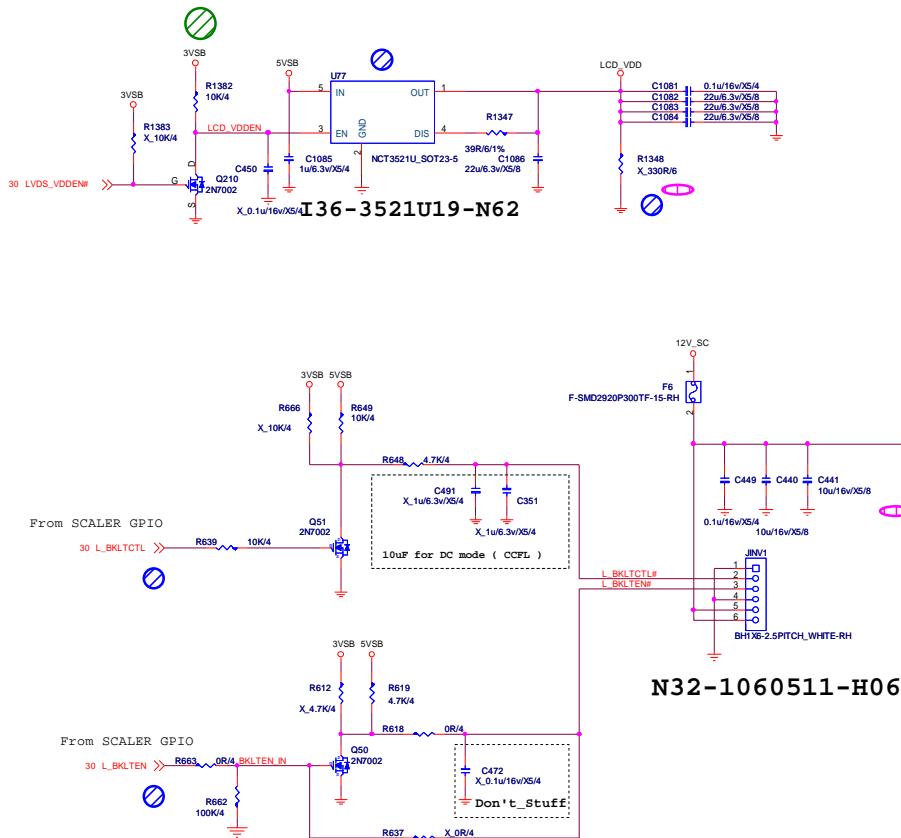 3VSB
R1382
10K/4
3VSB
R1383
X_10K/4
LCD_VDDEN
30 LVDS_VDDEN#
G
D
S
Q210
2N7002
C450
X_0.1u/16v/X5/4
5VSB
C1085
1u/6.3v/X5/4
U77
5
IN
OUT
1
3
EN
GND
DIS
4
2
NCT3521U_SOT23-5
I36-3521U19-N62
R1347
39R/6/1%
C1086
22u/6.3v/X5/8
LCD_VDD
C1081
0.1u/16v/X5/4
C1082
22u/6.3v/X5/8
C1083
22u/6.3v/X5/8
C1084
22u/6.3v/X5/8
R1348
X_330R/6
3VSB
5VSB
R666
X_10K/4
R649
10K/4
R648
4.7K/4
C491
X_1u/6.3v/X5/4
C351
X_1u/6.3v/X5/4
10uF for DC mode ( CCFL )
From SCALER GPIO
30 L_BKLTCTL
R639
10K/4
Q51
2N7002
12V_SC
1
F6
F-SMD2920P300TF-15-RH
2
C449
0.1u/16v/X5/4
C440
10u/16v/X5/8
C441
10u/16v/X5/8
L_BKLTCTL#
L_BKLTEN#
JINV1
1
2
3
4
5
6
BH1X6-2.5PITCH_WHITE-RH
N32-1060511-H06
3VSB
5VSB
R612
X_4.7K/4
R619
4.7K/4
R618
0R/4
C472
X_0.1u/16v/X5/4
Don't_Stuff
From SCALER GPIO
30 L_BKLTEN
R663
0R/4
BKLTEN_IN
Q50
2N7002
R662
100K/4
R637
X_0R/4